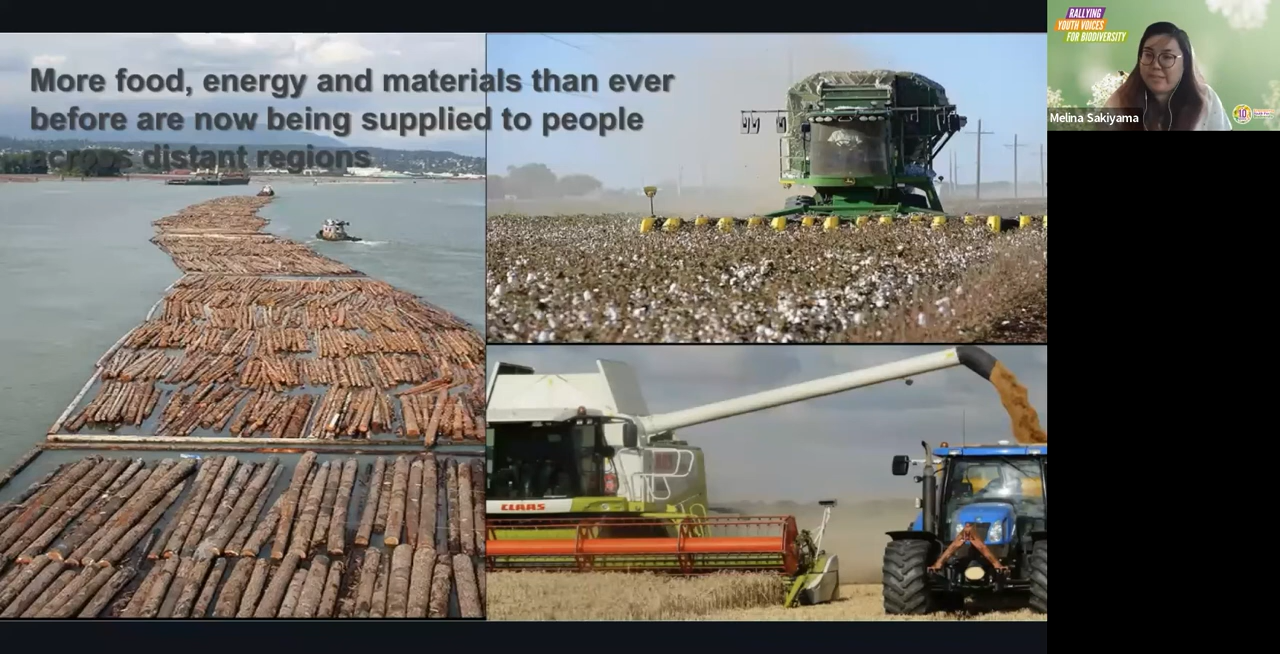 More food, energy and materials than ever
before are now being supplied to people
across distant regions
RALLYING
YOUTH VOICES
FOR BIODIVERSITY
Melina Sakiyama
CLAAS